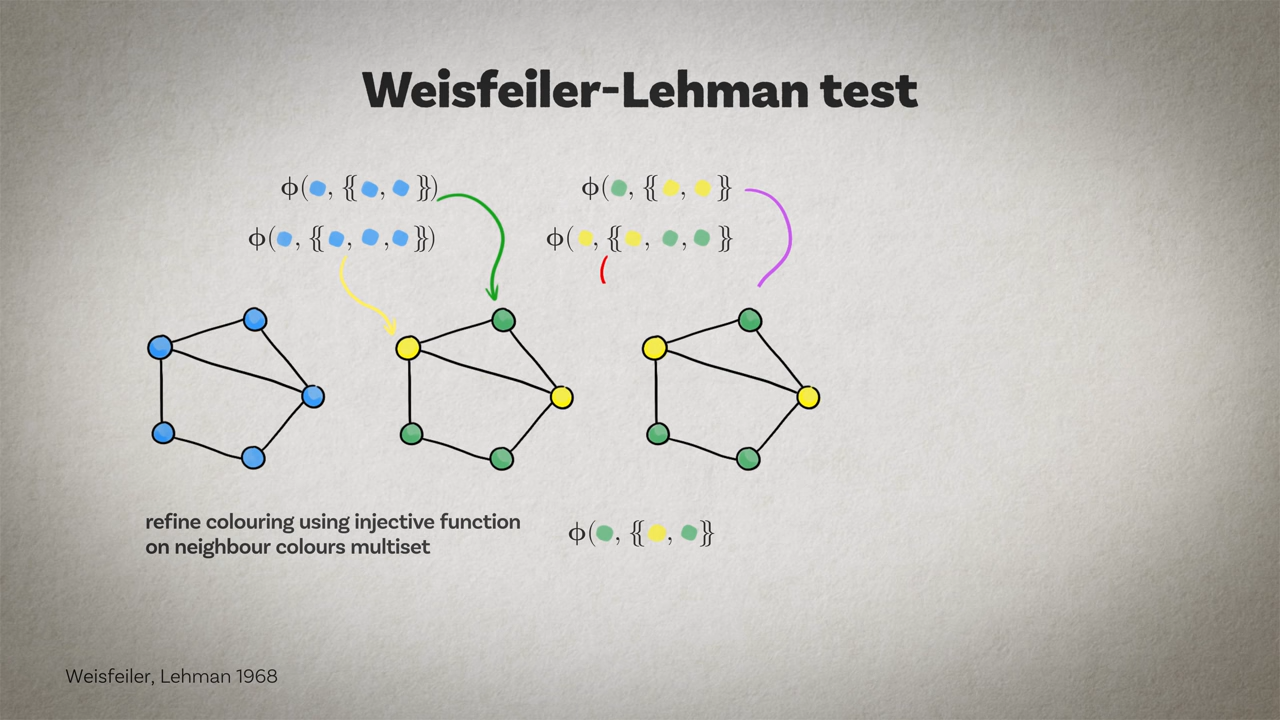 Weisfeiler-Lehman test
ϕ( , {{ , }})
ϕ( , {{ , , }})
ϕ( , {{ , }}
ϕ( , {{ , , }}
refine colouring using injective function
on neighbour colours multiset
ϕ( , {{ , }}
Weisfeiler, Lehman 1968